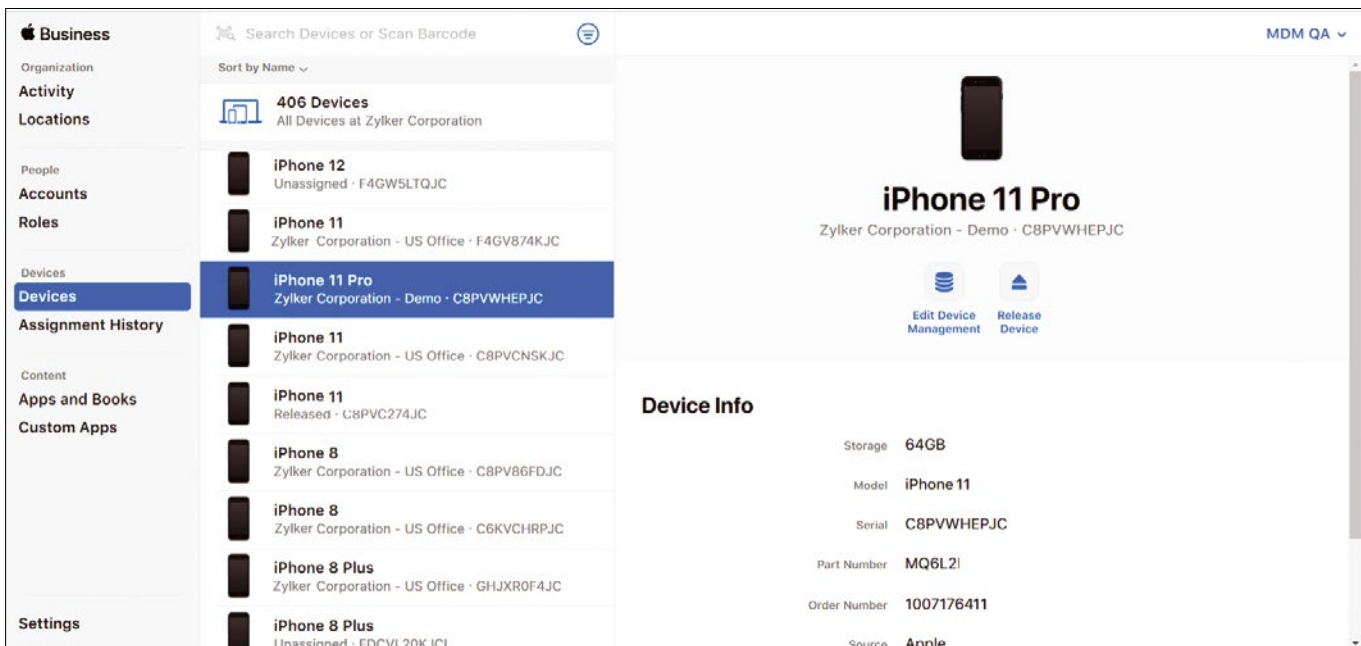 Business
Organization
Activity
Locations
People
Accounts
Roles
Devices
Devices
Assignment History
Content
Apps and Books
Custom Apps
Settings
Search Devices or Scan Barcode
Sort by Name
406 Devices
All Devices at Zylker Corporation
iPhone 12
Unassigned · F4GW5LTQJC
iPhone 11
Zylker Corporation - US Office · F4GV874KJC
iPhone 11 Pro
Zylker Corporation - Demo · C8PVWHEPJC
iPhone 11
Zylker Corporation - US Office · C8PVCNSKJC
iPhone 11
Released · C8PVC274JC
iPhone 8
Zylker Corporation - US Office · C8PV86FDJC
iPhone 8
Zylker Corporation - US Office · C6KVCHRPJC
iPhone 8 Plus
Zylker Corporation - US Office · GHJXR0F4JC
iPhone 8 Plus
Unassigned ·
MDM QA
iPhone 11 Pro
Zylker Corporation - Demo · C8PVWHEPJC
Edit Device Management
Release Device
Device Info
Storage 64GB
Model iPhone 11
Serial C8PVWHEPJC
Part Number MQ6L2
Order Number 1007176411
Source Apple